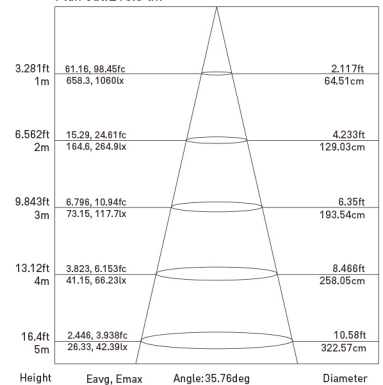 3.281ft 61.16, 98.45fc 2.117ft
1m 658.3, 1060lx 64.51cm
6.562ft 15.29, 24.61fc 4.233ft
2m 164.6, 264.9lx 129.03cm
9.843ft 6.796, 10.94fc 6.35ft
3m 73.15, 117.7lx 193.54cm
13.12ft 3.823, 6.153fc 8.466ft
4m 41.15, 66.23lx 258.05cm
16.4ft 2.446, 3.938fc 10.58ft
5m 26.33, 42.39lx 322.57cm
Height Eavg, Emax Angle:35.76deg Diameter